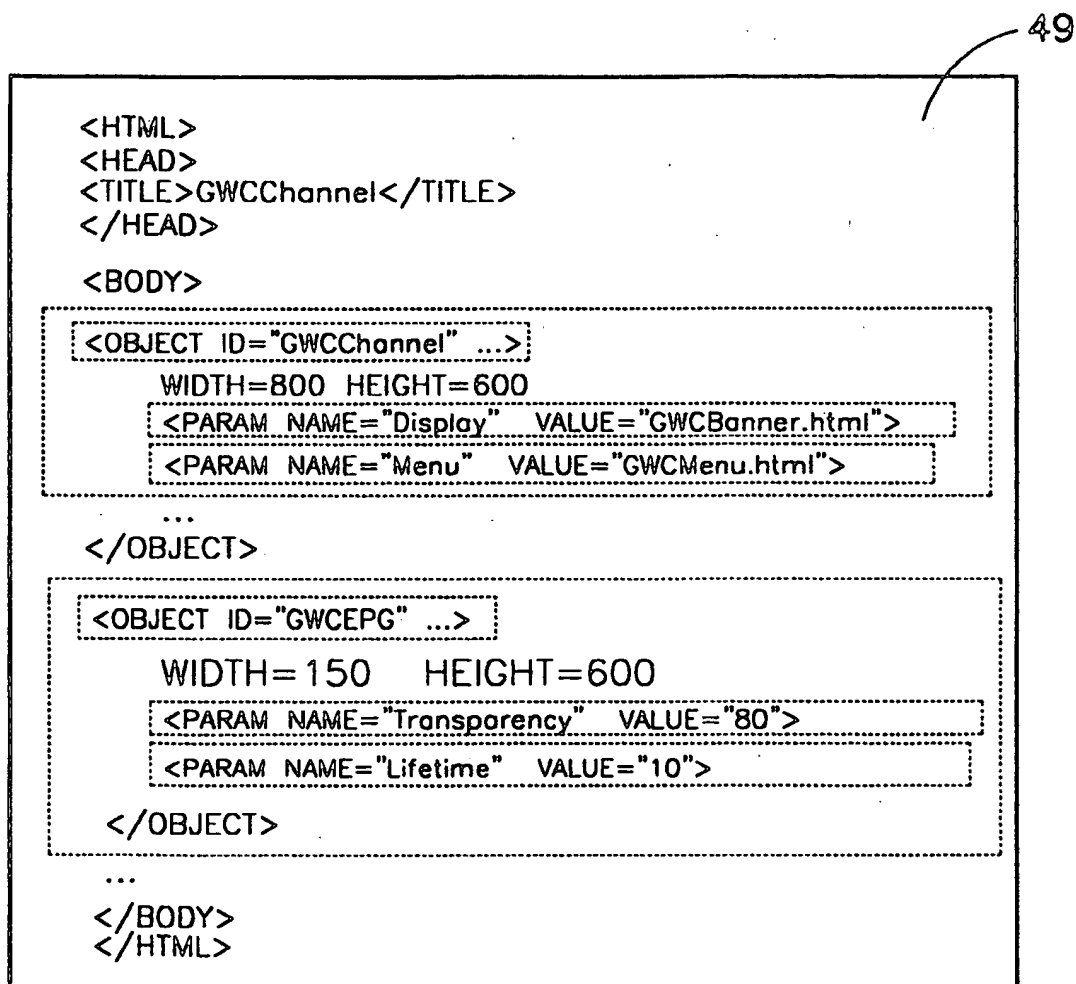 49
<HTML>
<HEAD>
<TITLE>GWCChannel</TITLE>
</HEAD>
<BODY>
<OBJECT ID="GWCChannel" ...>
WIDTH=800 HEIGHT=600
<PARAM NAME="Display" VALUE="GWCBanner.html">
<PARAM NAME="Menu" VALUE="GWCMenu.html">
...
</OBJECT>
<OBJECT ID="GWCEPG" ...>
WIDTH=150 HEIGHT=600
<PARAM NAME="Transparency" VALUE="80">
<PARAM NAME="Lifetime" VALUE="10">
</OBJECT>
...
</BODY>
</HTML>